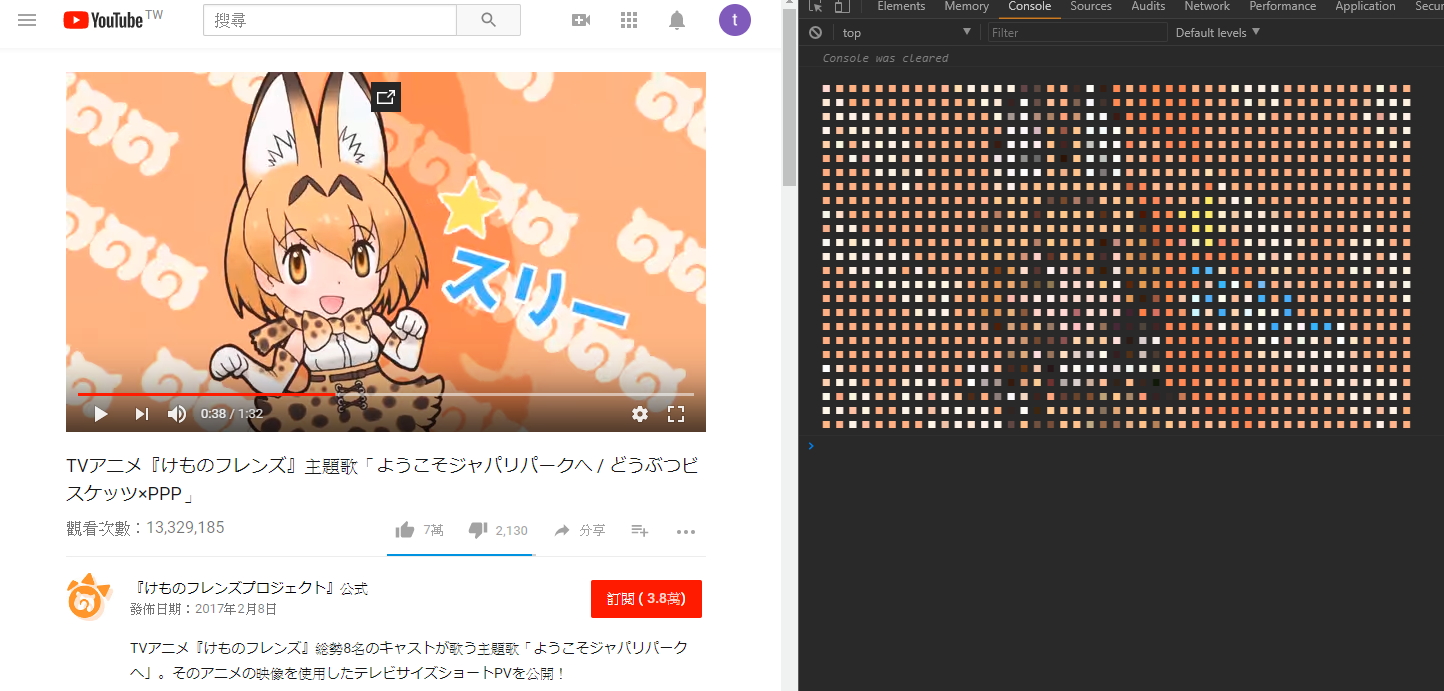 YouTube TW
搜尋
t
スリー
0:38 / 1:32
TVアニメ『けものフレンズ』主題歌「ようこそジャパリパークへ / どうぶつビ
スケッツ×PPP」
觀看次數：13,329,185
7萬
2,130
分享
『けものフレンズプロジェクト』公式
發佈日期：2017年2月8日
訂閱 ( 3.8萬)
TVアニメ『けものフレンズ』総勢8名のキャストが歌う主題歌「ようこそジャパリパーク
へ」。そのアニメの映像を使用したテレビサイズショートPVを公開！
Elements Memory Console Sources Audits Network Performance Application Secur
top Filter Default levels
Console was cleared